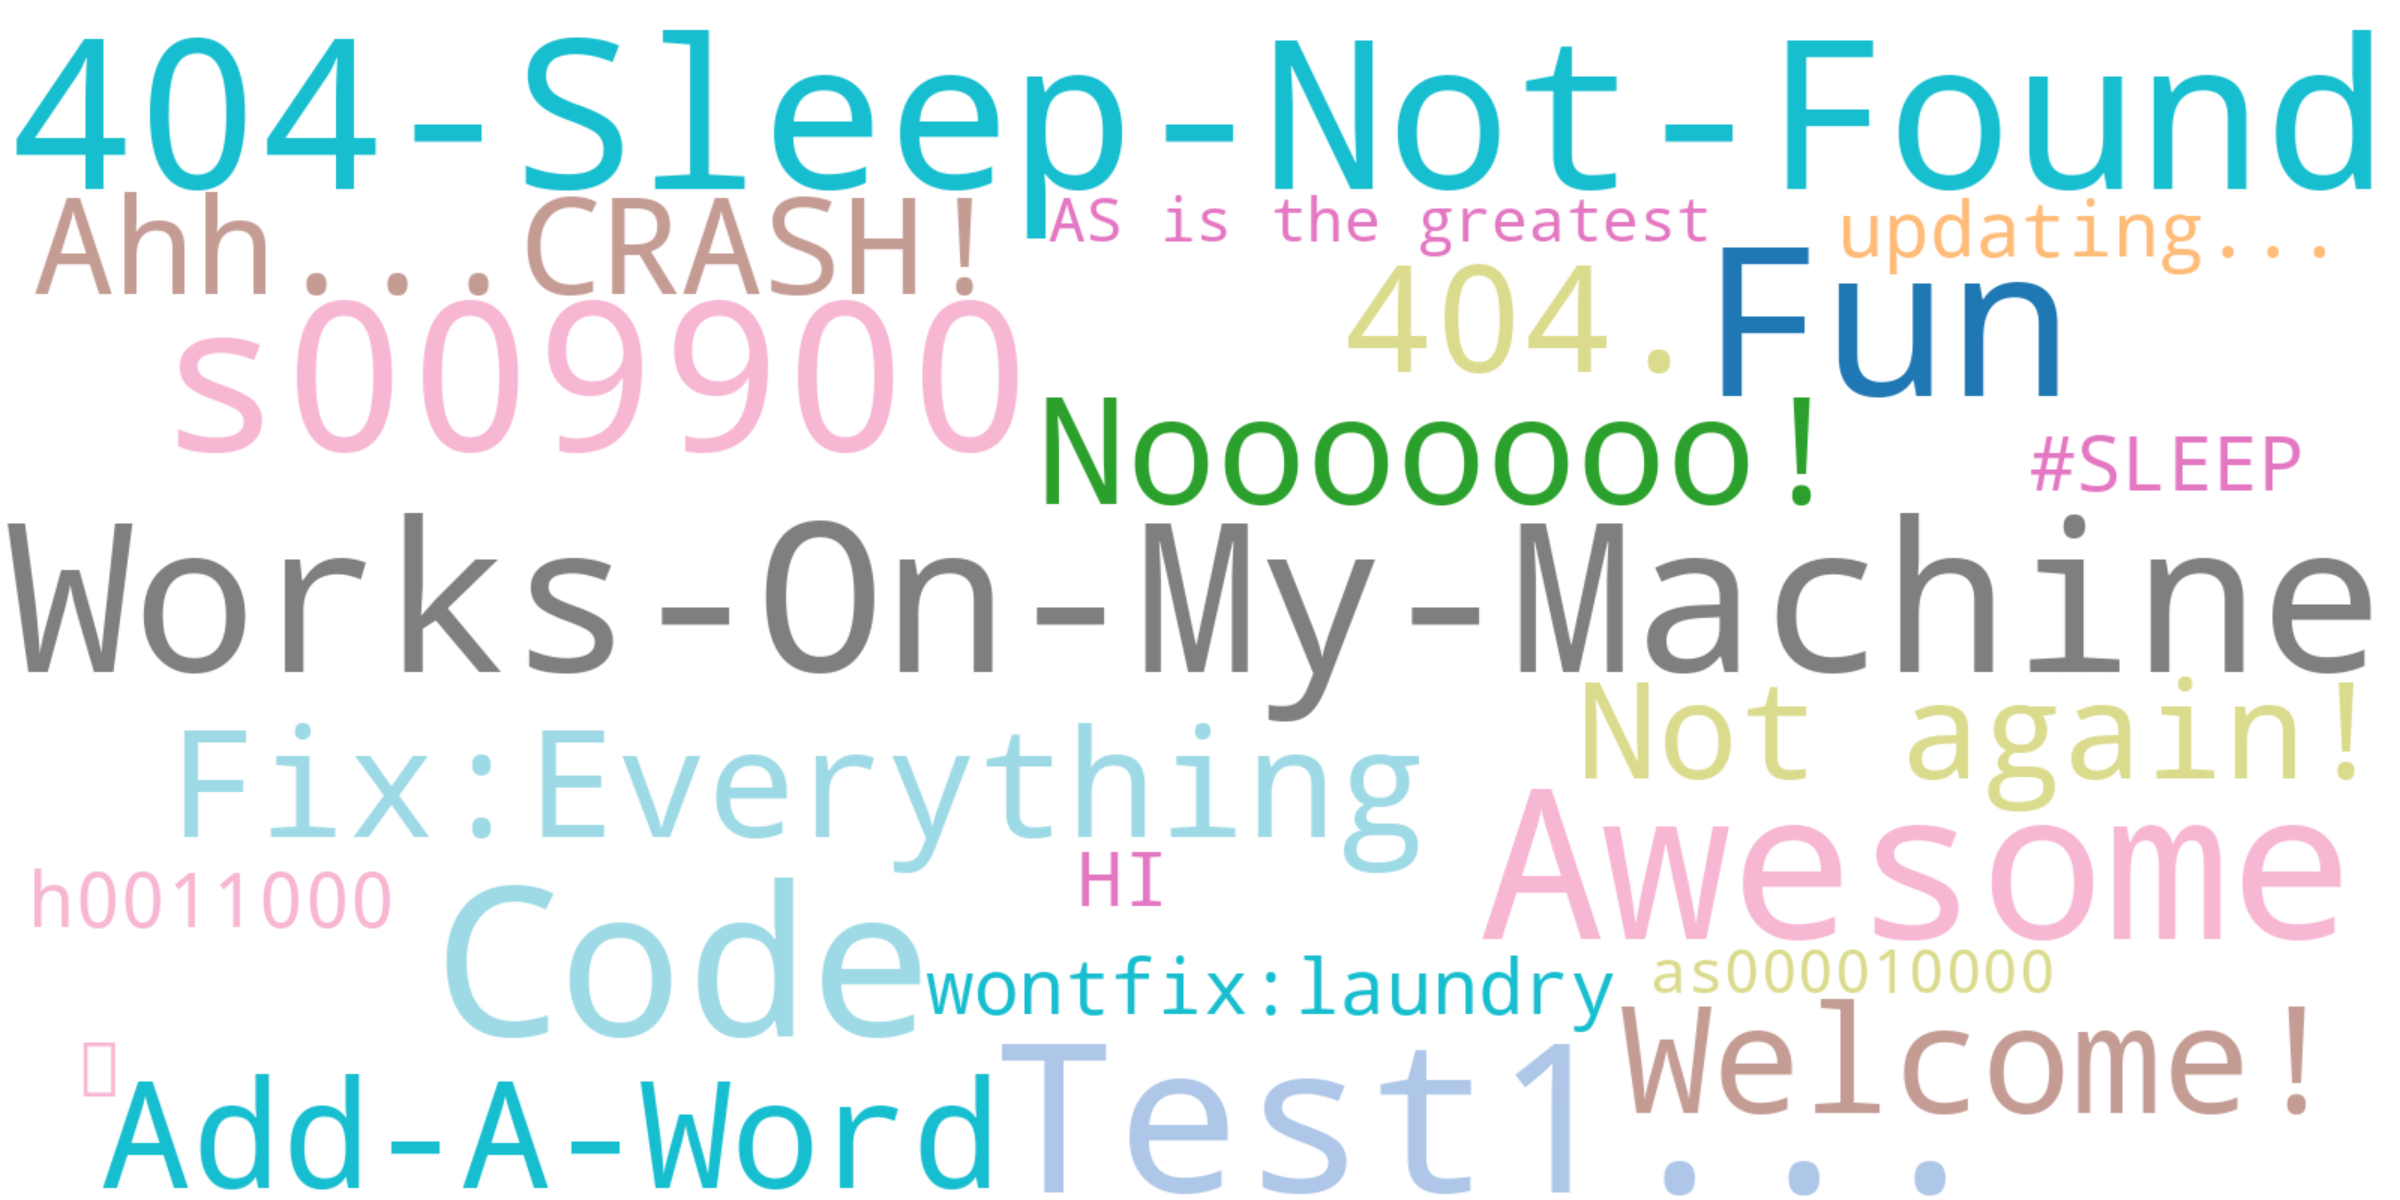 404-Sleep-Not-Found
Ahh...CRASH!
AS is the greatest
updating...
s009900
404.
Fun
Nooooooo!
#SLEEP
Works-On-My-Machine
Not again!
Fix:Everything
Awesome
HI
h0011000
Code
wontfix:laundry
as000010000
Welcome!
Add-A-Word
Test1...